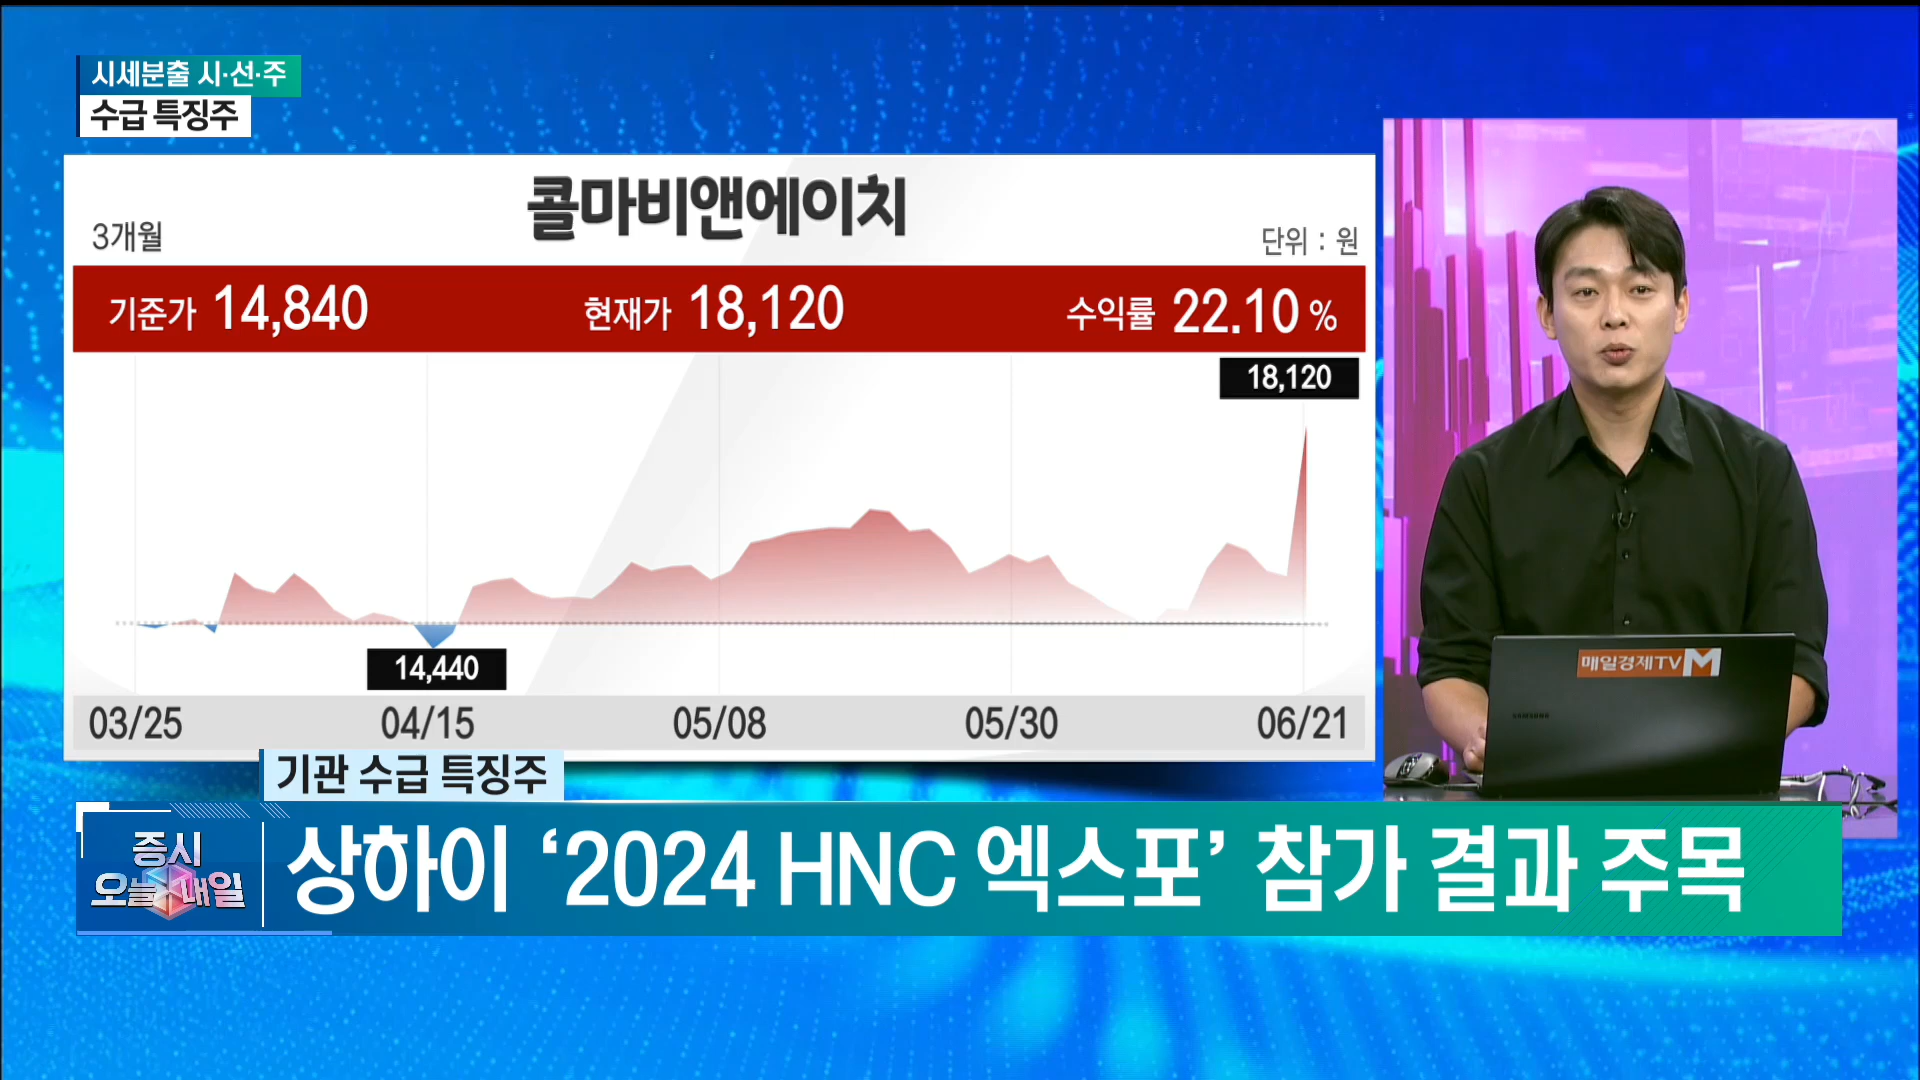 시세분출 시·선·주
수급 특징주
콜마비앤에이치
3개월
단위 : 원
기준가 14,840 현재가 18,120 수익률 22.10 %
18,120
14,440
03/25 04/15 05/08 05/30 06/21
매일경제TV M
SAMSUNG
기관 수급 특징주
증시
오늘 매일
상하이 ‘2024 HNC 엑스포’ 참가 결과 주목